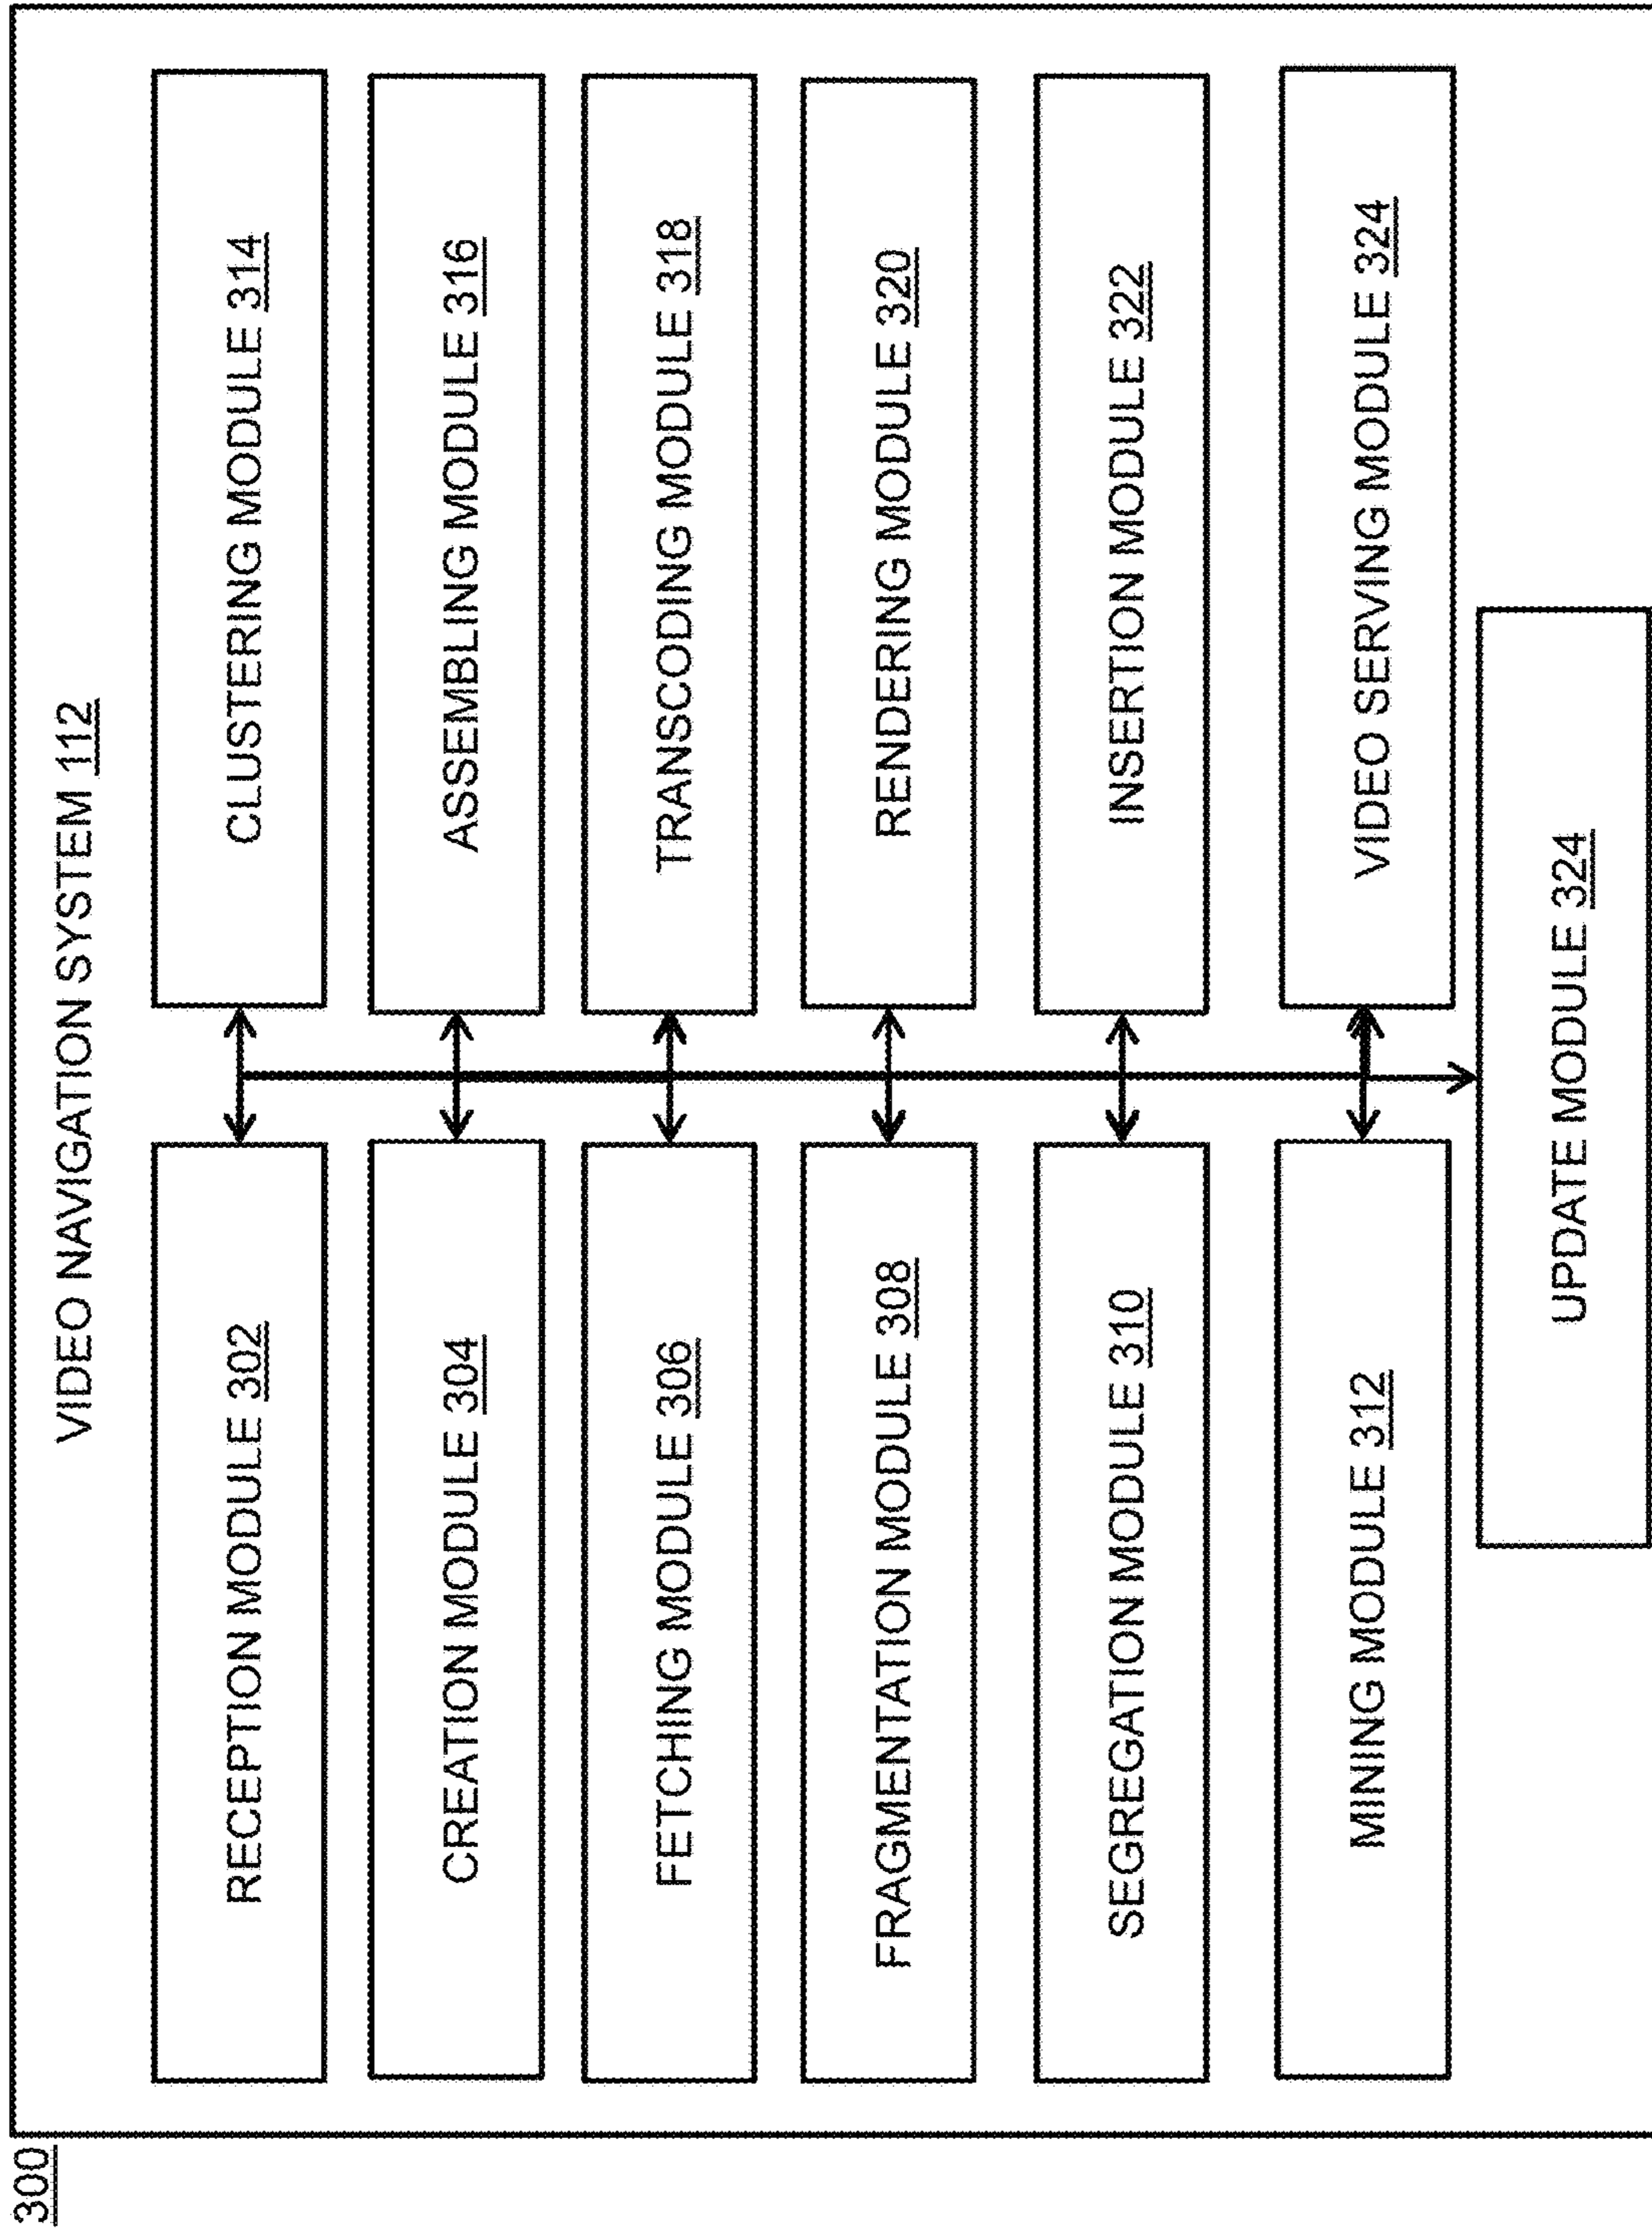 300
VIDEO NAVIGATION SYSTEM 112
RECEPTION MODULE 302
CLUSTERING MODULE 314
CREATION MODULE 304
ASSEMBLING MODULE 316
FETCHING MODULE 306
TRANSCODING MODULE 318
FRAGMENTATION MODULE 308
RENDERING MODULE 320
SEGREGATION MODULE 310
INSERTION MODULE 322
MINING MODULE 312
VIDEO SERVING MODULE 324
UPDATE MODULE 324